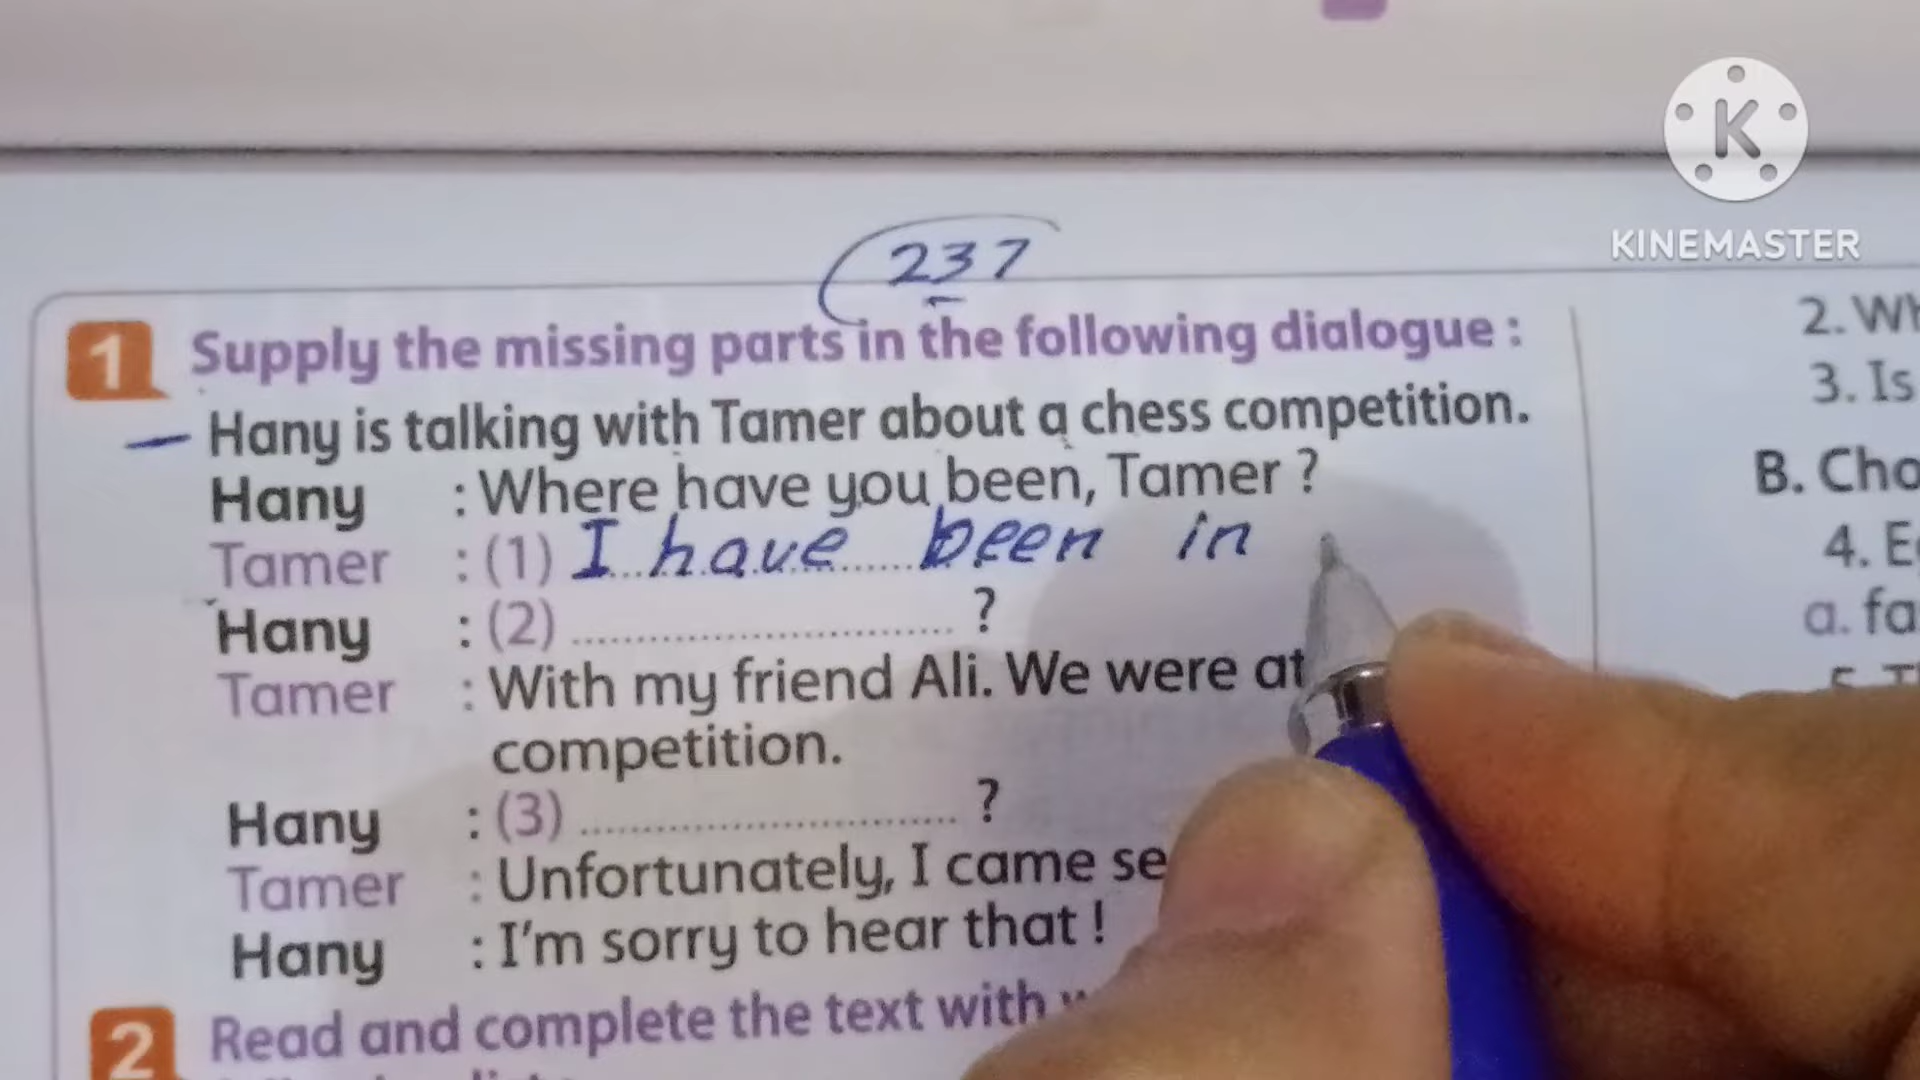 KINEMASTER
237
1 Supply the missing parts in the following dialogue :
Hany is talking with Tamer about a chess competition.
Hany : Where have you been, Tamer ?
Tamer : (1) I have been in
Hany : (2) ........................ ?
Tamer : With my friend Ali. We were at
competition.
Hany : (3) ........................ ?
Tamer : Unfortunately, I came se
Hany : I'm sorry to hear that !
2 Read and complete the text with
2. Wh
3. Is
B. Cho
4. E
a. fa